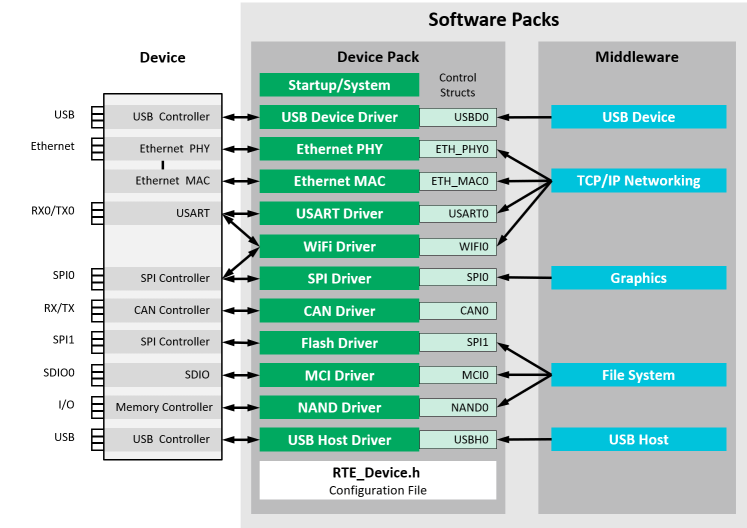 Software Packs
Device
Device Pack
Middleware
Startup/System
Control
Structs
USB
USB Controller
USB Device Driver
USBD0
USB Device
Ethernet
Ethernet PHY
Ethernet PHY
ETH_PHY0
Ethernet MAC
Ethernet MAC
ETH_MAC0
TCP/IP Networking
RX0/TX0
USART
USART Driver
USART0
WiFi Driver
WIFI0
SPI0
SPI Controller
SPI Driver
SPI0
Graphics
RX/TX
CAN Controller
CAN Driver
CAN0
SPI1
SPI Controller
Flash Driver
SPI1
SDIO0
SDIO
MCI Driver
MCI0
File System
I/O
Memory Controller
NAND Driver
NAND0
USB
USB Controller
USB Host Driver
USBH0
USB Host
RTE_Device.h
Configuration File